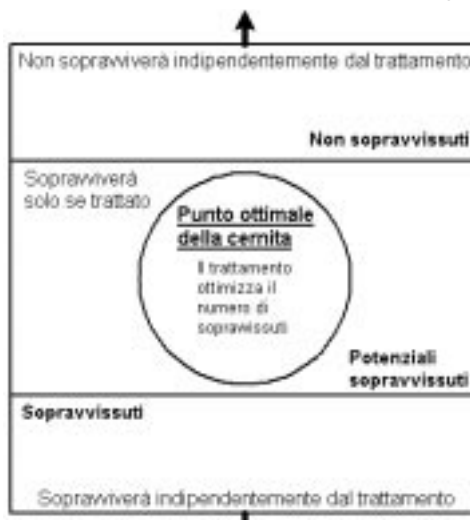 Non sopravviverà indipendentemente dal trattamento
Non sopravvissuti
Sopravviverà
solo se trattato
Punto ottimale
della cernita
Il trattamento
ottimizza il
numero di
sopravvissuti
Potenziali
sopravvissuti
Sopravvissuti
Sopravviverà indipendentemente dal trattamento